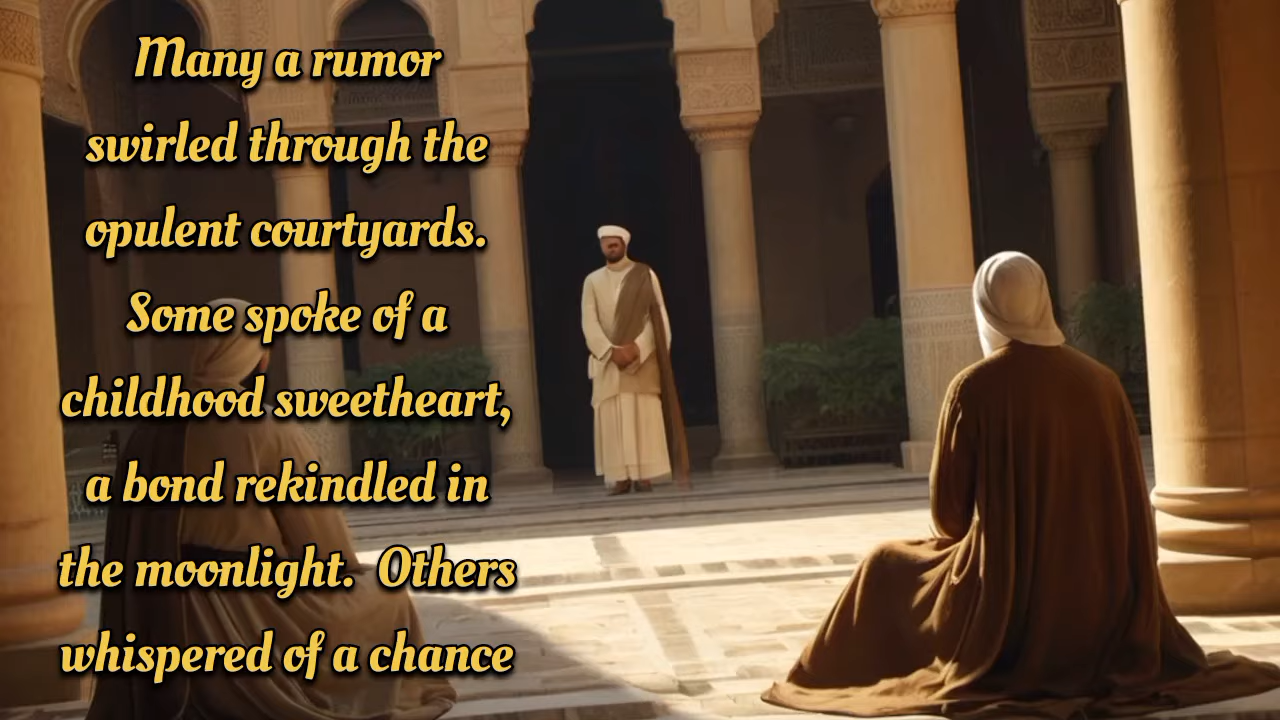 Many a rumor
swirled through the
opulent courtyards.
Some spoke of a
childhood sweetheart,
a bond rekindled in
the moonlight.  Others
whispered of a chance